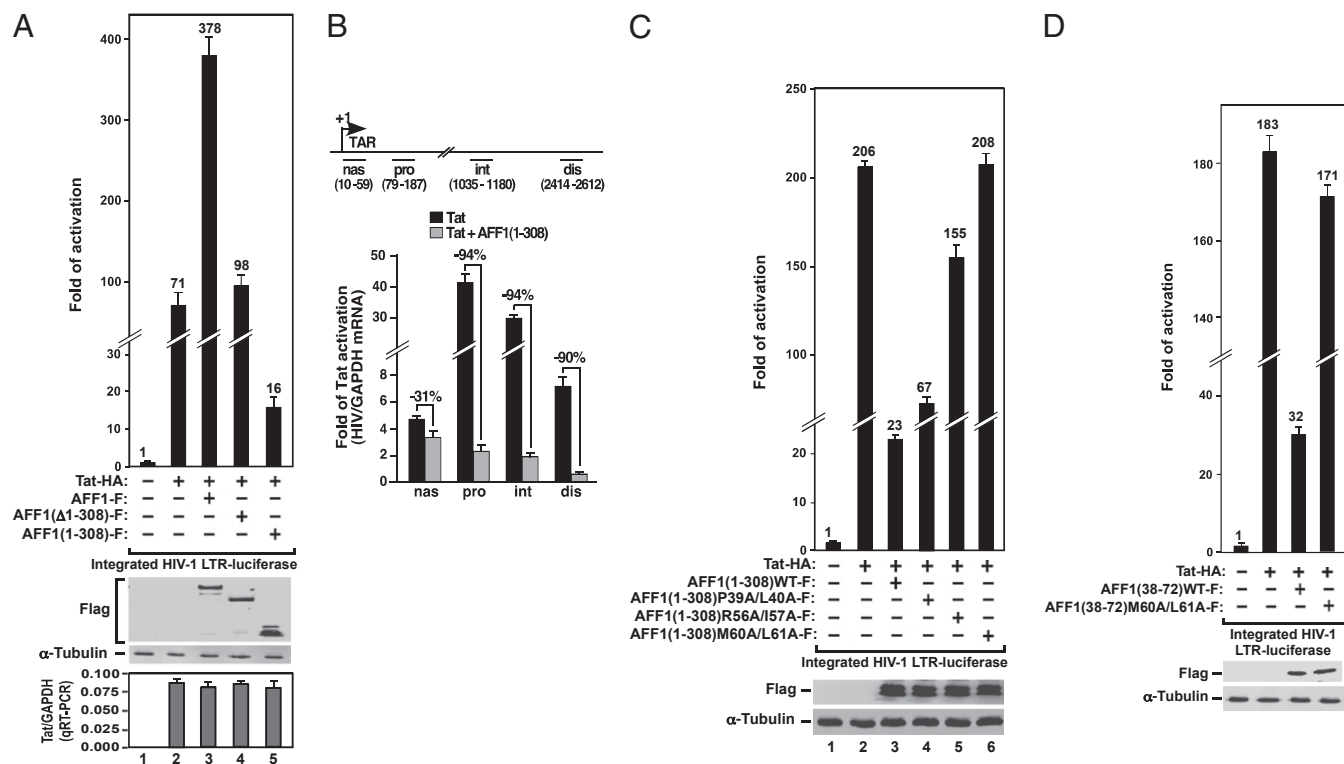 A
Fold of activation
400
300
200
100
30
20
10
0
1
71
378
98
16
Tat-HA: – + + + +
AFF1-F: – – + – –
AFF1(Δ1-308)-F: – – – + –
AFF1(1-308)-F: – – – – +
Integrated HIV-1 LTR-luciferase
Flag
α-Tubulin
Tat/GAPDH
(qRT-PCR)
0.100
0.075
0.050
0.025
0.000
1 2 3 4 5
B
+1
TAR
nas pro int dis
(10-59) (79-187) (1035-1180) (2414-2612)
Tat
Tat+AFF1(1-308)
Fold of Tat activation
(HIV/GAPDH mRNA)
50
40
30
8
6
4
2
0
-31%
-94%
-94%
-90%
nas pro int dis
C
Fold of activation
250
200
150
100
20
10
0
1
206
23
67
155
208
Tat-HA: – + + + + +
AFF1(1-308)WT-F: – – + – – –
AFF1(1-308)P39A/L40A-F: – – – + – –
AFF1(1-308)R56A/I57A-F: – – – – + –
AFF1(1-308)M60A/L61A-F: – – – – – +
Integrated HIV-1 LTR-luciferase
Flag
α-Tubulin
1 2 3 4 5 6
D
Fold of activation
180
160
140
40
20
0
1
183
32
171
Tat-HA: – + + +
AFF1(38-72)WT-F: – – + –
AFF1(38-72)M60A/L61A-F: – – – +
Integrated HIV-1
LTR-luciferase
Flag
α-Tubulin